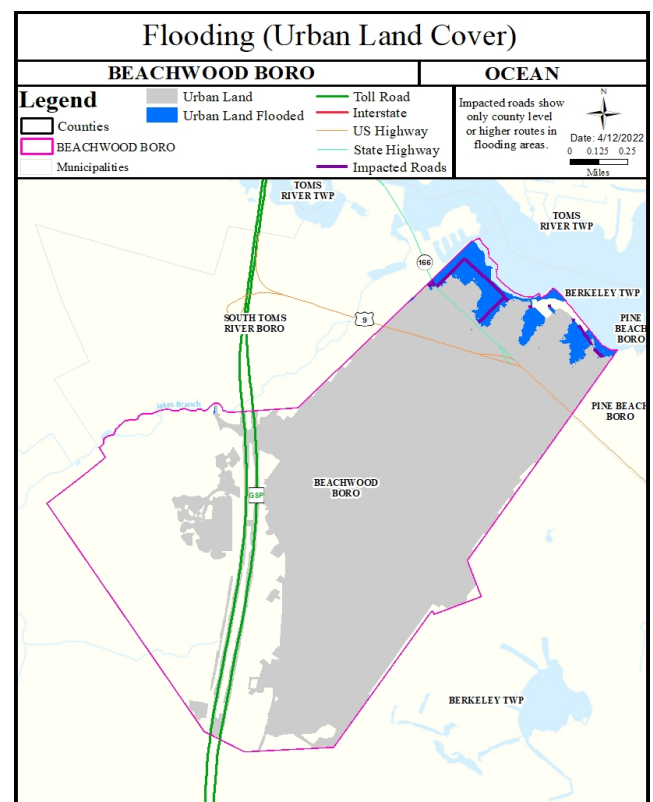 Flooding (Urban Land Cover)
BEACHWOOD BORO
OCEAN
Legend
Counties
BEACHWOOD BORO
Municipalities
Urban Land
Urban Land Flooded
Toll Road
Interstate
US Highway
State Highway
Impacted Roads
Impacted roads show
only county level
or higher routes in
flooding areas.
N
Date: 4/12/2022
0 0.125 0.25
Miles
TOMS
RIVER TWP
TOMS
RIVER TWP
166
BERKELEY TWP
SOUTH TOMS
RIVER BORO
9
PINE
BEACH
BORO
Jakes Branch
PINE BEACH
BORO
BEACHWOOD
BORO
GSP
BERKELEY TWP